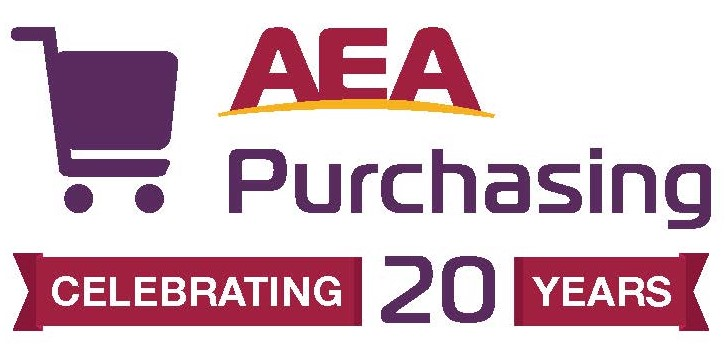 AEA
Purchasing
CELEBRATING 20 YEARS